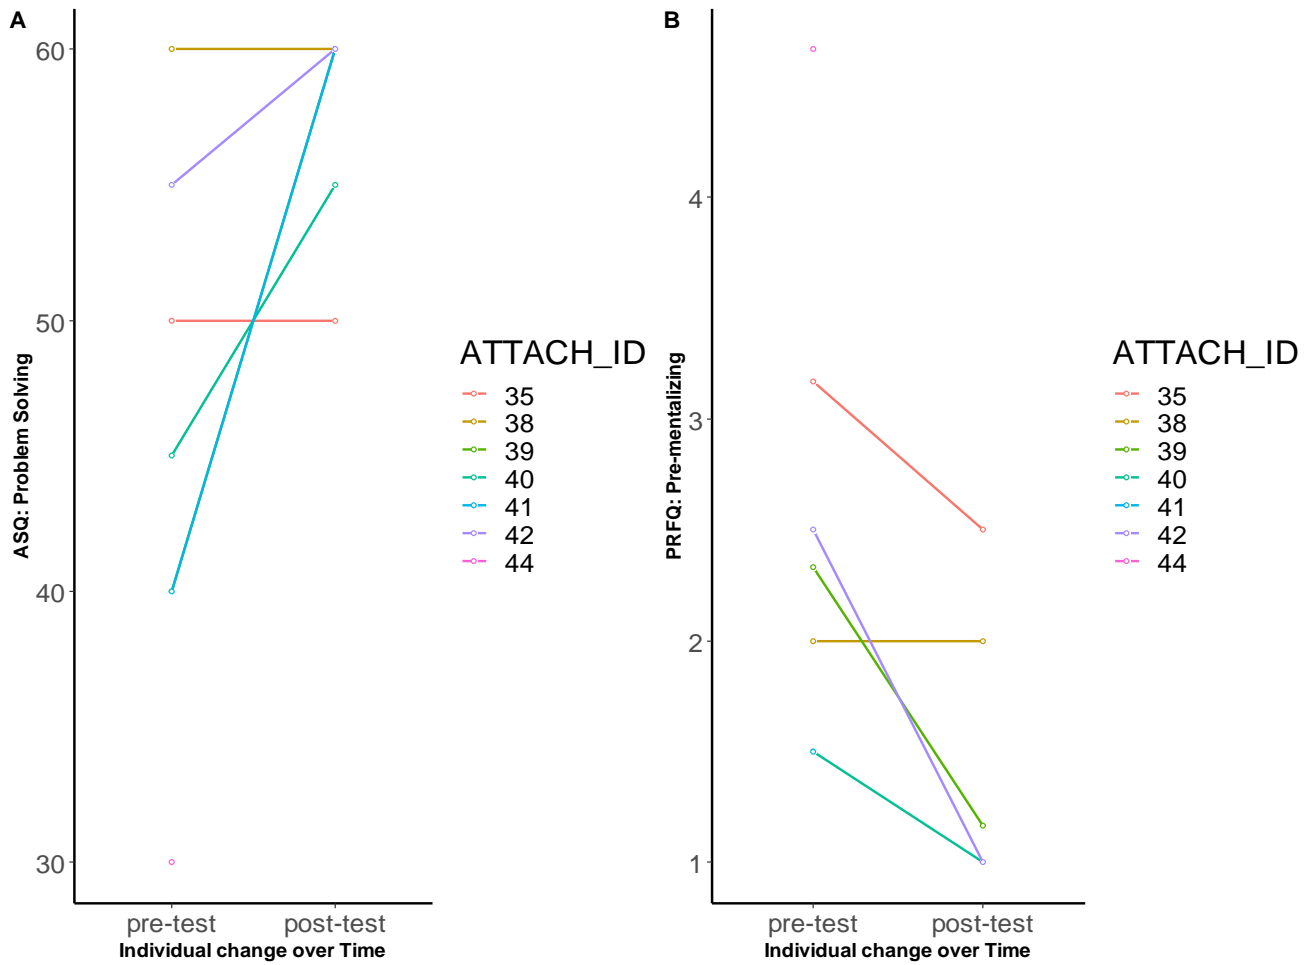 A
ASQ: Problem Solving
60
50
40
30
pre-test
post-test
Individual change over Time
ATTACH_ID
35
38
39
40
41
42
44
B
PRFQ: Pre-mentalizing
4
3
2
1
pre-test
post-test
Individual change over Time
ATTACH_ID
35
38
39
40
41
42
44